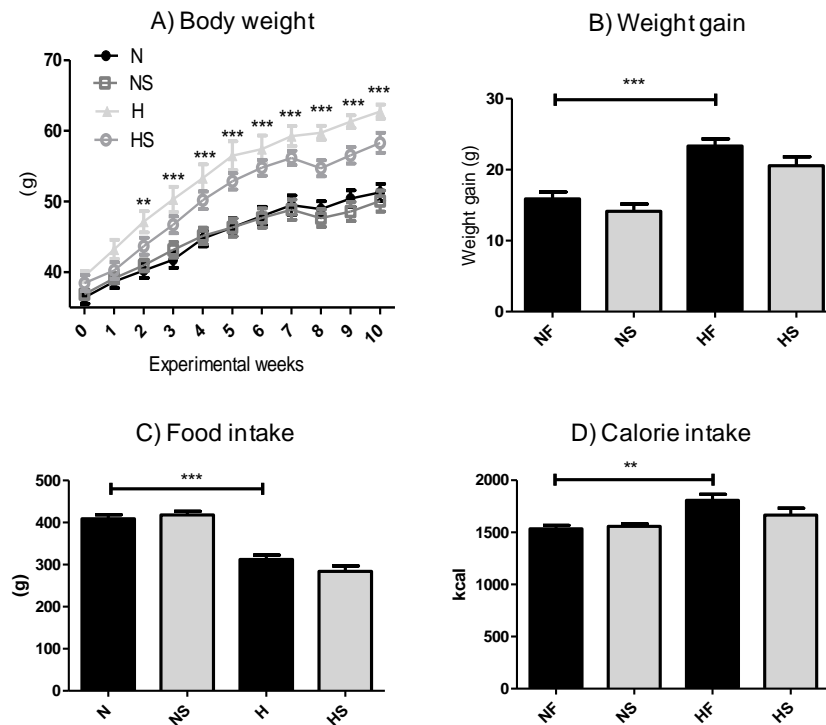 A) Body weight
N
NS
H
HS
70
60
50
40
(g)
** *** *** *** *** *** *** *** ***
0 1 2 3 4 5 6 7 8 9 10
Experimental weeks
B) Weight gain
***
30
20
10
0
Weight gain (g)
NF NS HF HS
C) Food intake
***
500
400
300
200
100
0
(g)
N NS H HS
D) Calorie intake
**
2000
1500
1000
500
0
kcal
NF NS HF HS